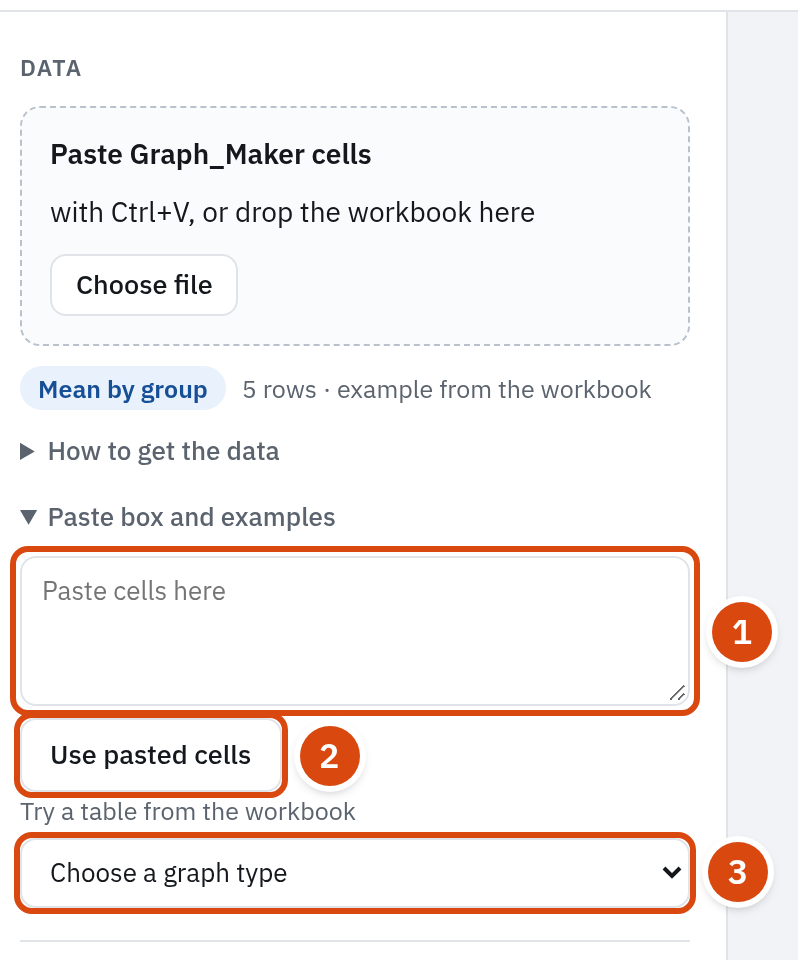 DATA
Paste Graph_Maker cells
with Ctrl+V, or drop the workbook here
Choose file
Mean by group 5 rows · example from the workbook
How to get the data
Paste box and examples
Paste cells here
1
Use pasted cells
2
Try a table from the workbook
Choose a graph type
3